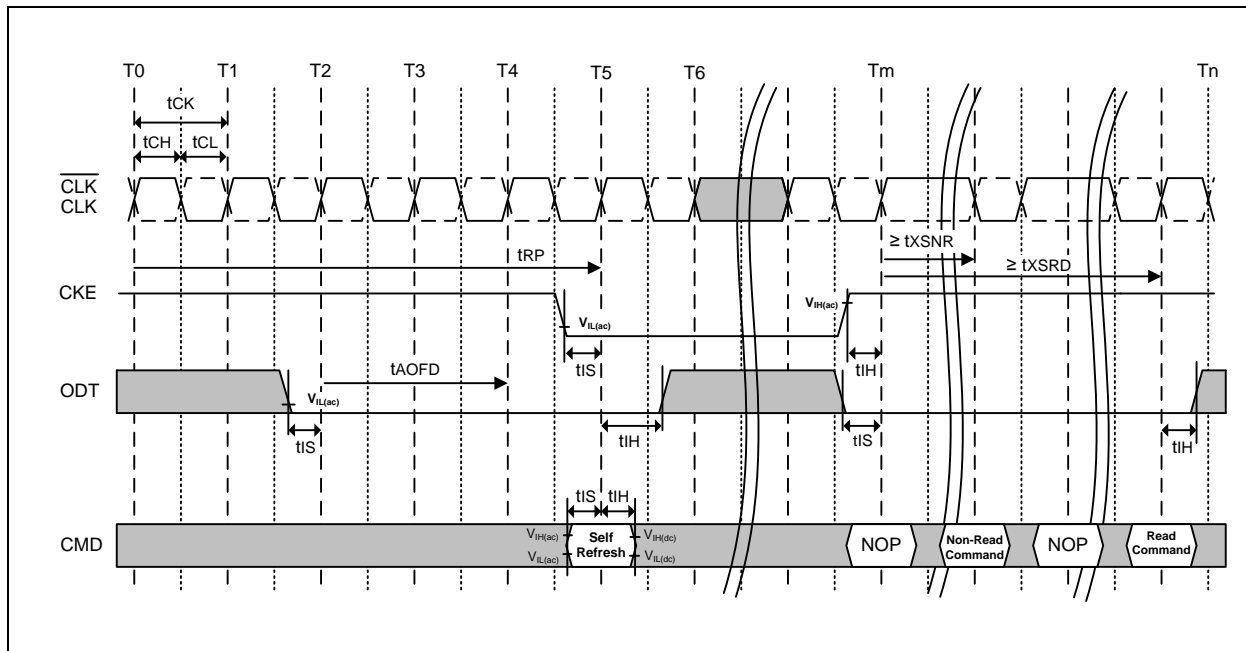 T0 T1 T2 T3 T4 T5 T6 Tm Tn
tCK
tCH tCL
CLK
CLK
≥ tXSNR
tRP
≥ tXSRD
CKE
VIH(ac)
VIL(ac)
tIS
tIH
tAOFD
ODT
VIL(ac)
tIS
tIH
tIS
tIH
tIS tIH
CMD
VIH(ac)
VIL(ac)
Self
Refresh
VIH(dc)
VIL(dc)
NOP
Non-Read
Command
NOP
Read
Command